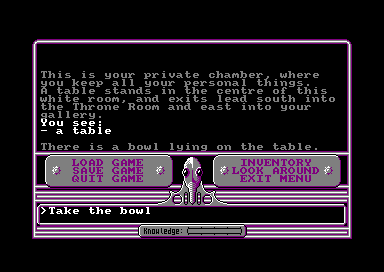 This is your private chamber, where
you keep all your personal things.
A table stands in the centre of this
white room, and exits lead south into
the Throne Room and east into your
gallery.
You see:
- a table
There is a bowl lying on the table.
LOAD GAME
SAVE GAME
QUIT GAME
INVENTORY
LOOK AROUND
EXIT MENU
>Take the bowl
Knowledge: